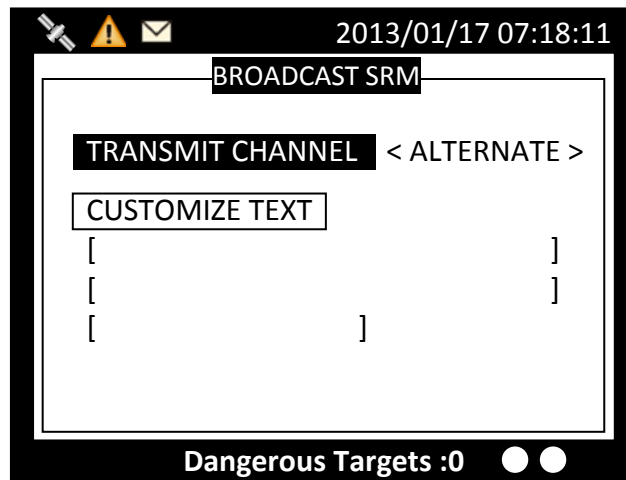 2013/01/17 07:18:11
BROADCAST SRM
TRANSMIT CHANNEL < ALTERNATE >
CUSTOMIZE TEXT
[ ]
[ ]
[ ]
Dangerous Targets :0